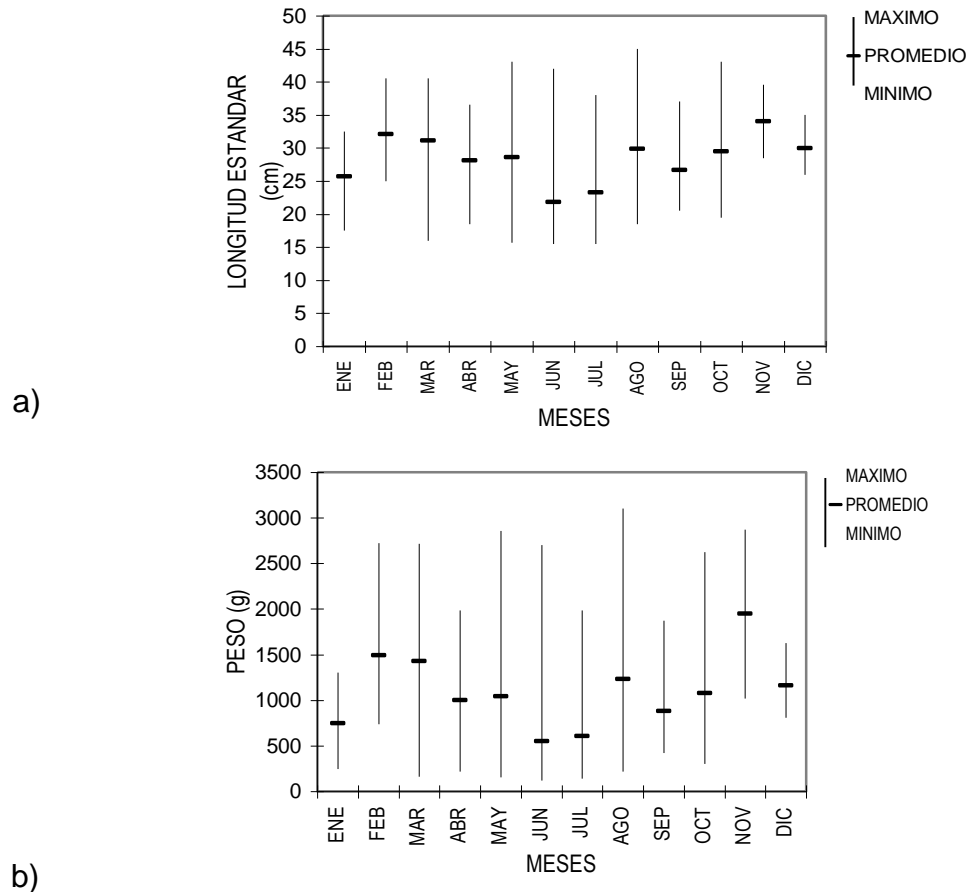 50
45
40
35
30
25
20
15
10
5
0
LONGITUD ESTANDAR
(cm)
ENE
FEB
MAR
ABR
MAY
JUN
JUL
AGO
SEP
OCT
NOV
DIC
MESES
MAXIMO
PROMEDIO
MINIMO
a)
3500
3000
2500
2000
1500
1000
500
0
PESO (g)
ENE
FEB
MAR
ABR
MAY
JUN
JUL
AGO
SEP
OCT
NOV
DIC
MESES
MAXIMO
PROMEDIO
MINIMO
b)